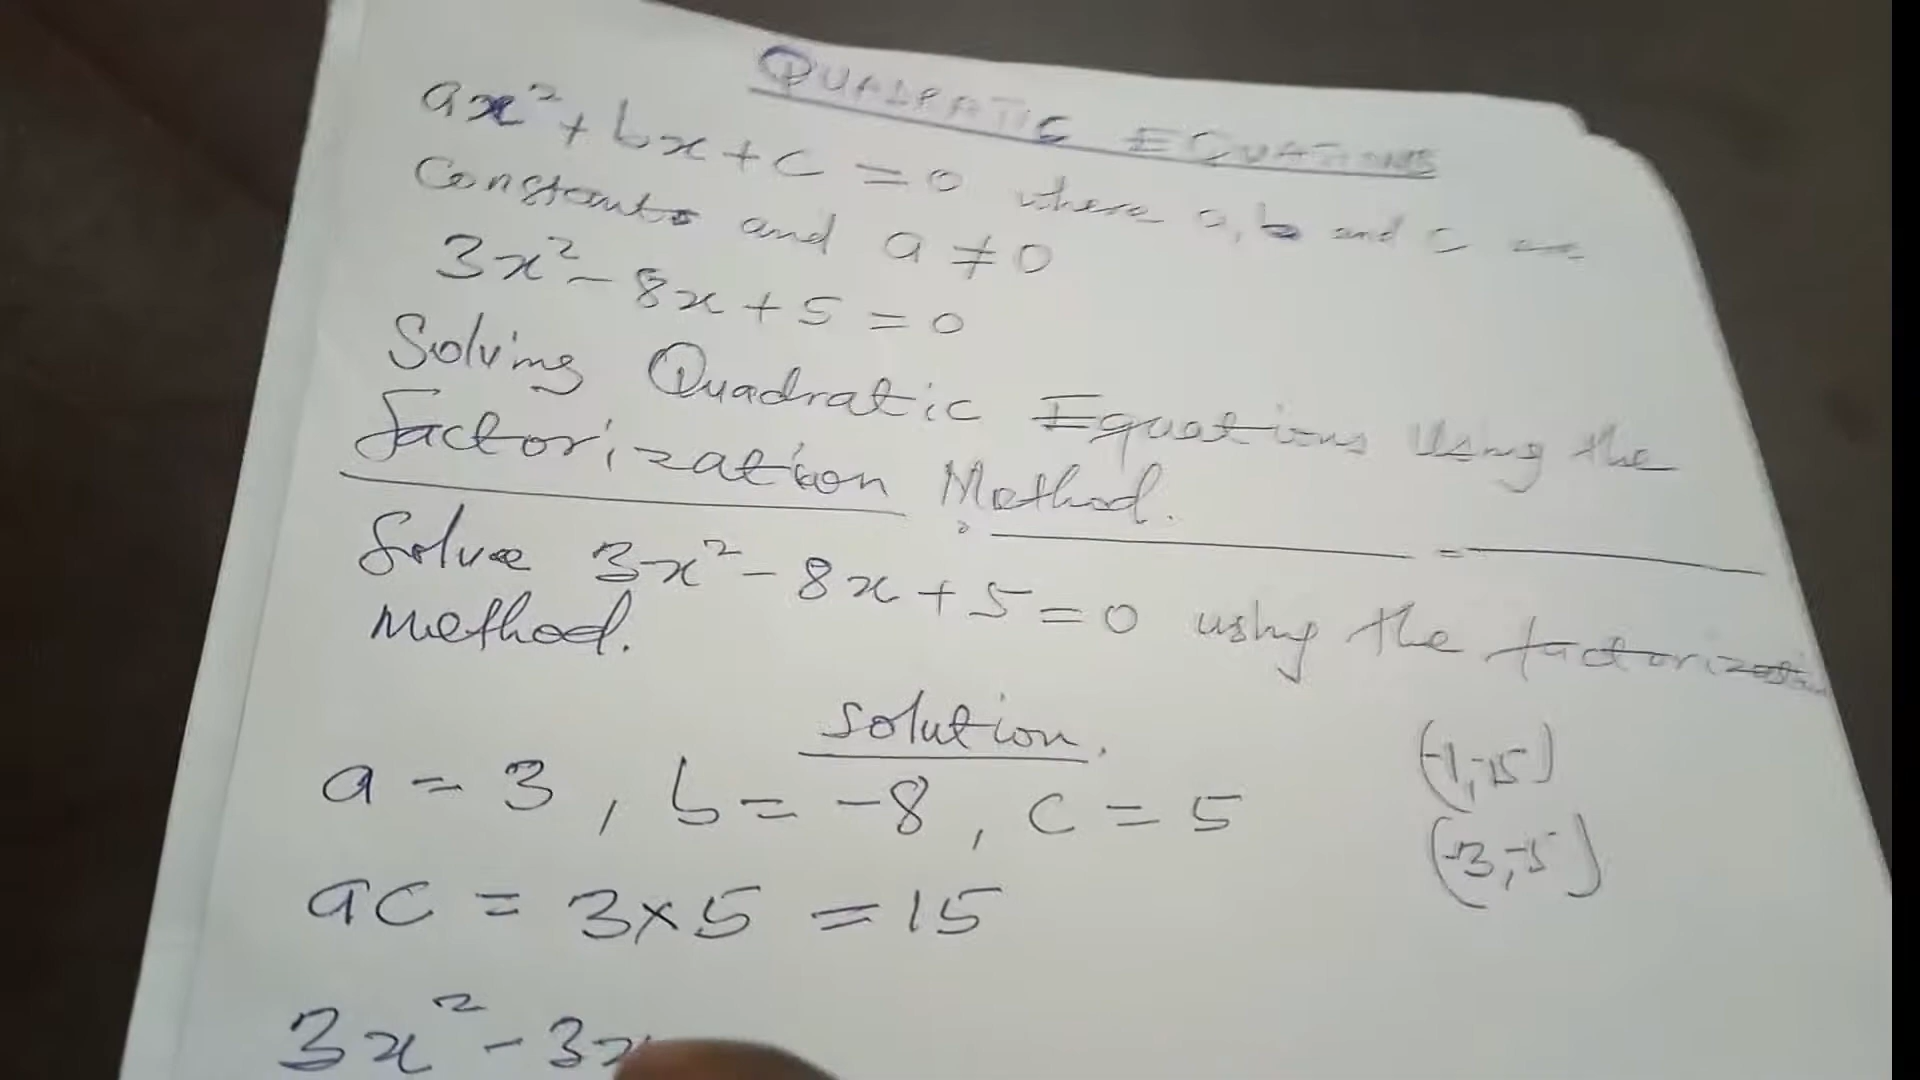 QUADRATIC EQUATIONS
ax² + bx + c = 0 where a, b and c are
Constants and a ≠ 0
3x² - 8x + 5 = 0
Solving Quadratic Equations Using the
Factorization Method.
Solve 3x² - 8x + 5 = 0 using the factorization
method.
solution.
a = 3, b = -8, c = 5
(-1,-15)
(-3,-5)
ac = 3×5 = 15
3x² - 3x